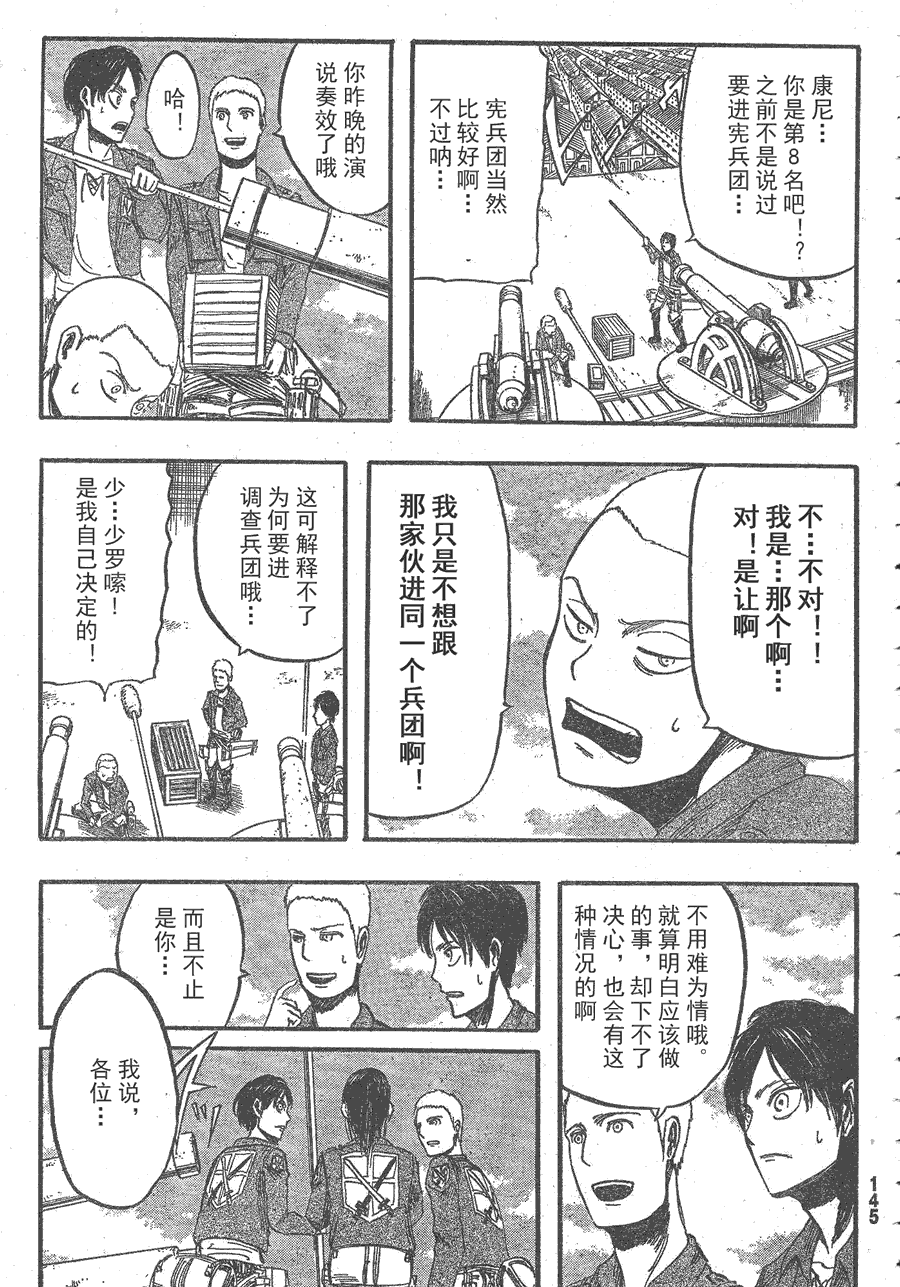 康尼…
你是第8名吧！？
之前不是说过
要进宪兵团…
宪兵团当然
比较好啊…
不过呐…
你昨晚的演
说奏效了哦
哈！
不…不对！！
我是…那个啊…
对！是让啊
我只是不想跟
那家伙进同一个兵团啊！
这可解释不了
为何要进
调查兵团哦…
少…少罗嗦！
是我自己决定的！
不用难为情哦。
就算明白应该做
的事，却下不了
决心，也会有这
种情况的啊
而且不止
是你…
我说，
各位…
145